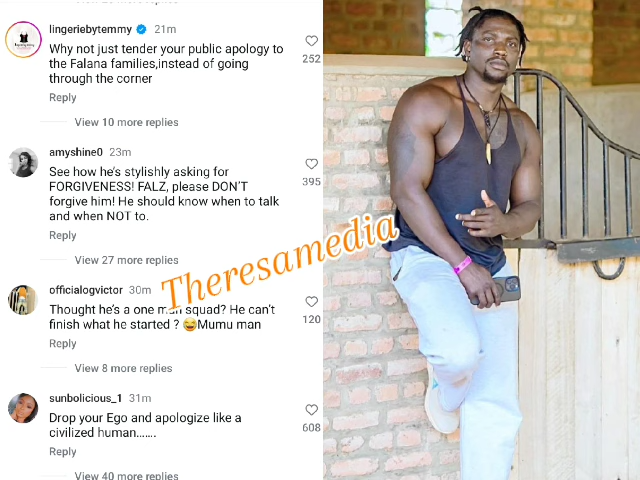 lingeriebytemmy 21m
Why not just tender your public apology to
the Falana families,instead of going
through the corner
252
Reply
View 10 more replies
amyshine0 23m
See how he's stylishly asking for
FORGIVENESS! FALZ, please DON'T
forgive him! He should know when to talk
and when NOT to.
395
Reply
View 27 more replies
Theresamedia
officialogvictor 30m
Thought he's a one man squad? He can't
finish what he started ? 😂Mumu man
120
Reply
View 8 more replies
sunbolicious_1 31m
Drop your Ego and apologize like a
civilized human.......
608
Reply
View 40 more replies